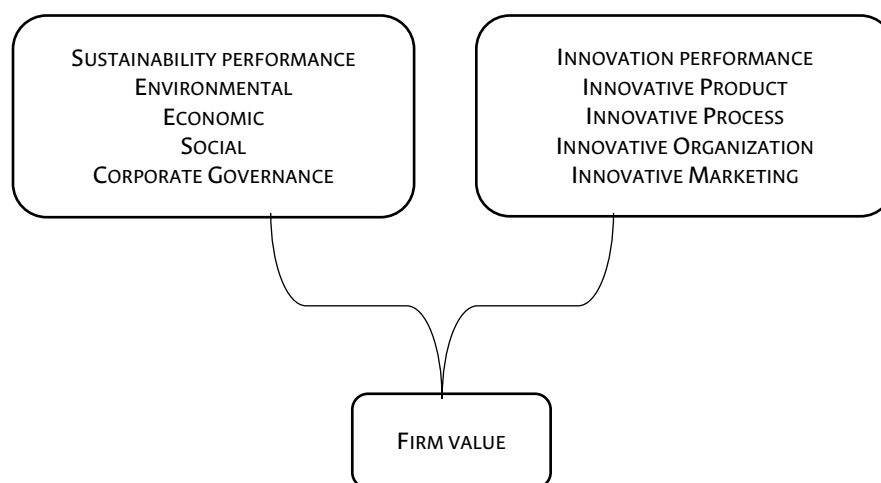 SUSTAINABILITY PERFORMANCE
ENVIRONMENTAL
ECONOMIC
SOCIAL
CORPORATE GOVERNANCE
INNOVATION PERFORMANCE
INNOVATIVE PRODUCT
INNOVATIVE PROCESS
INNOVATIVE ORGANIZATION
INNOVATIVE MARKETING
FIRM VALUE